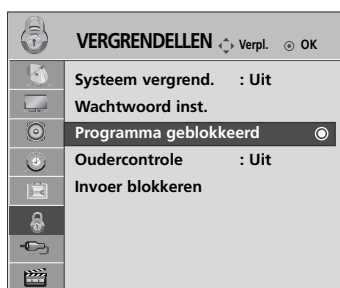 VERGRENDELLEN Verpl. OK
Systeem vergrend. : Uit
Wachtwoord inst.
Programma geblokkeerd
Oudercontrole : Uit
Invoer blokkeren